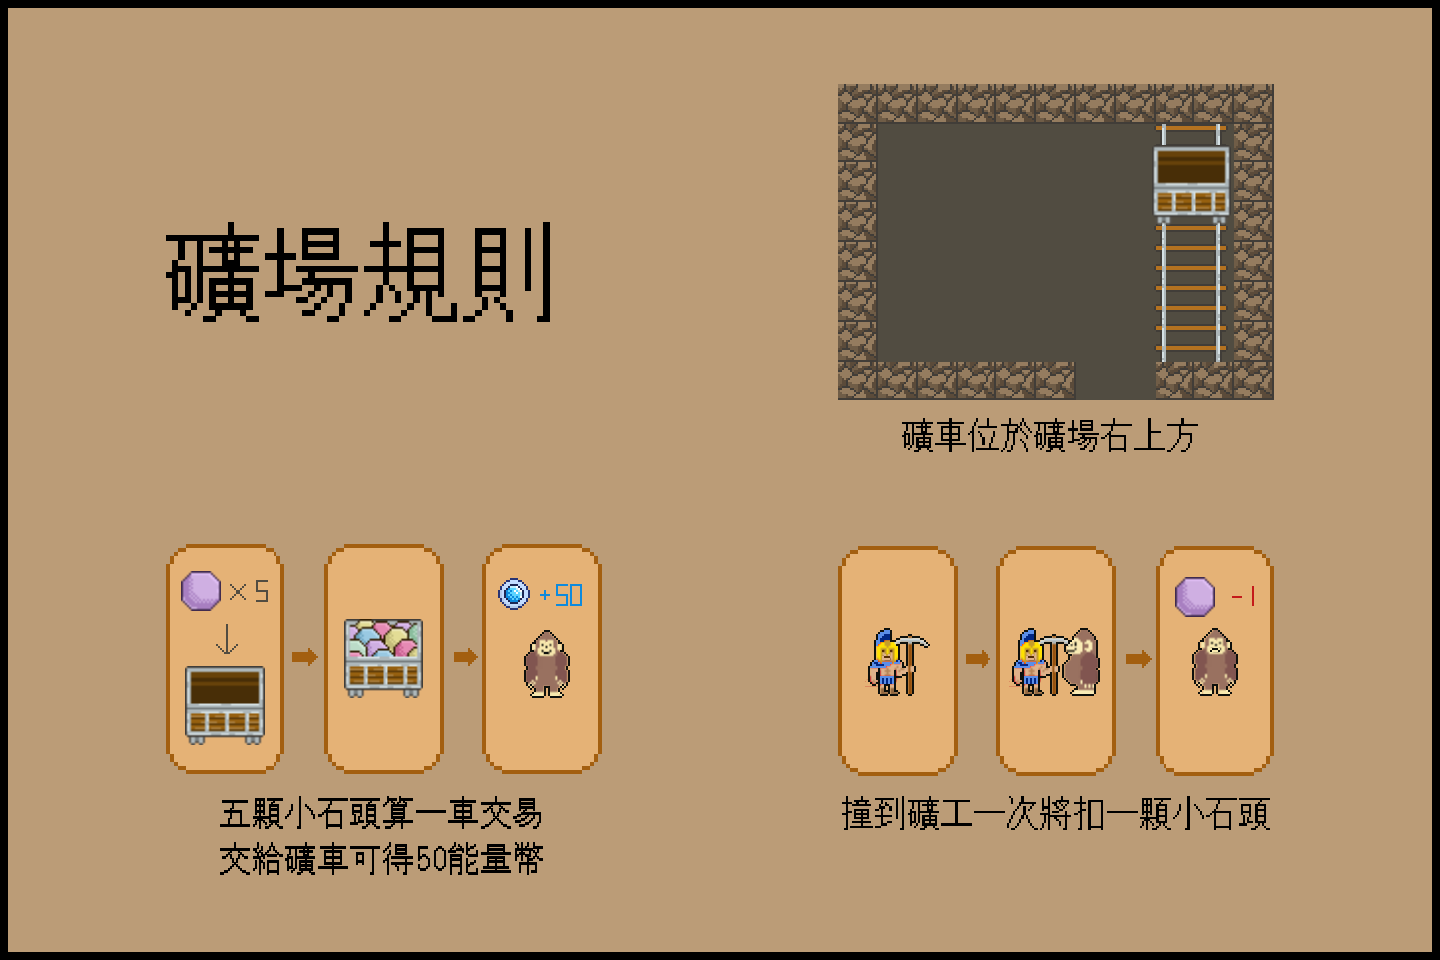 礦場規則
礦車位於礦場右上方
×5
+50
五顆小石頭算一車交易
交給礦車可得50能量幣
-1
撞到礦工一次將扣一顆小石頭